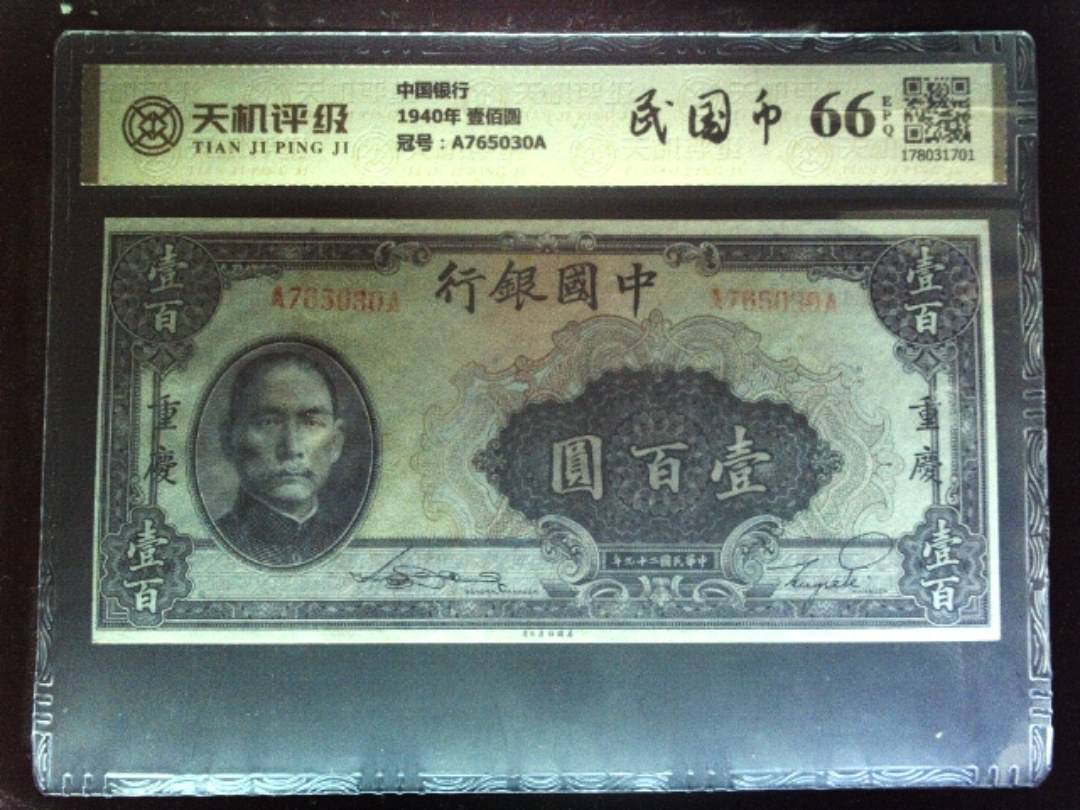 天机评级
TIAN JI PING JI
中国银行
1940年 壹佰圆
冠号：A765030A
民国币
66
EPQ
178031701
行銀國中
A765030A
A765030A
壹百
壹百
重慶
重慶
圓百壹
壹百
壹百
年九十二國民華中